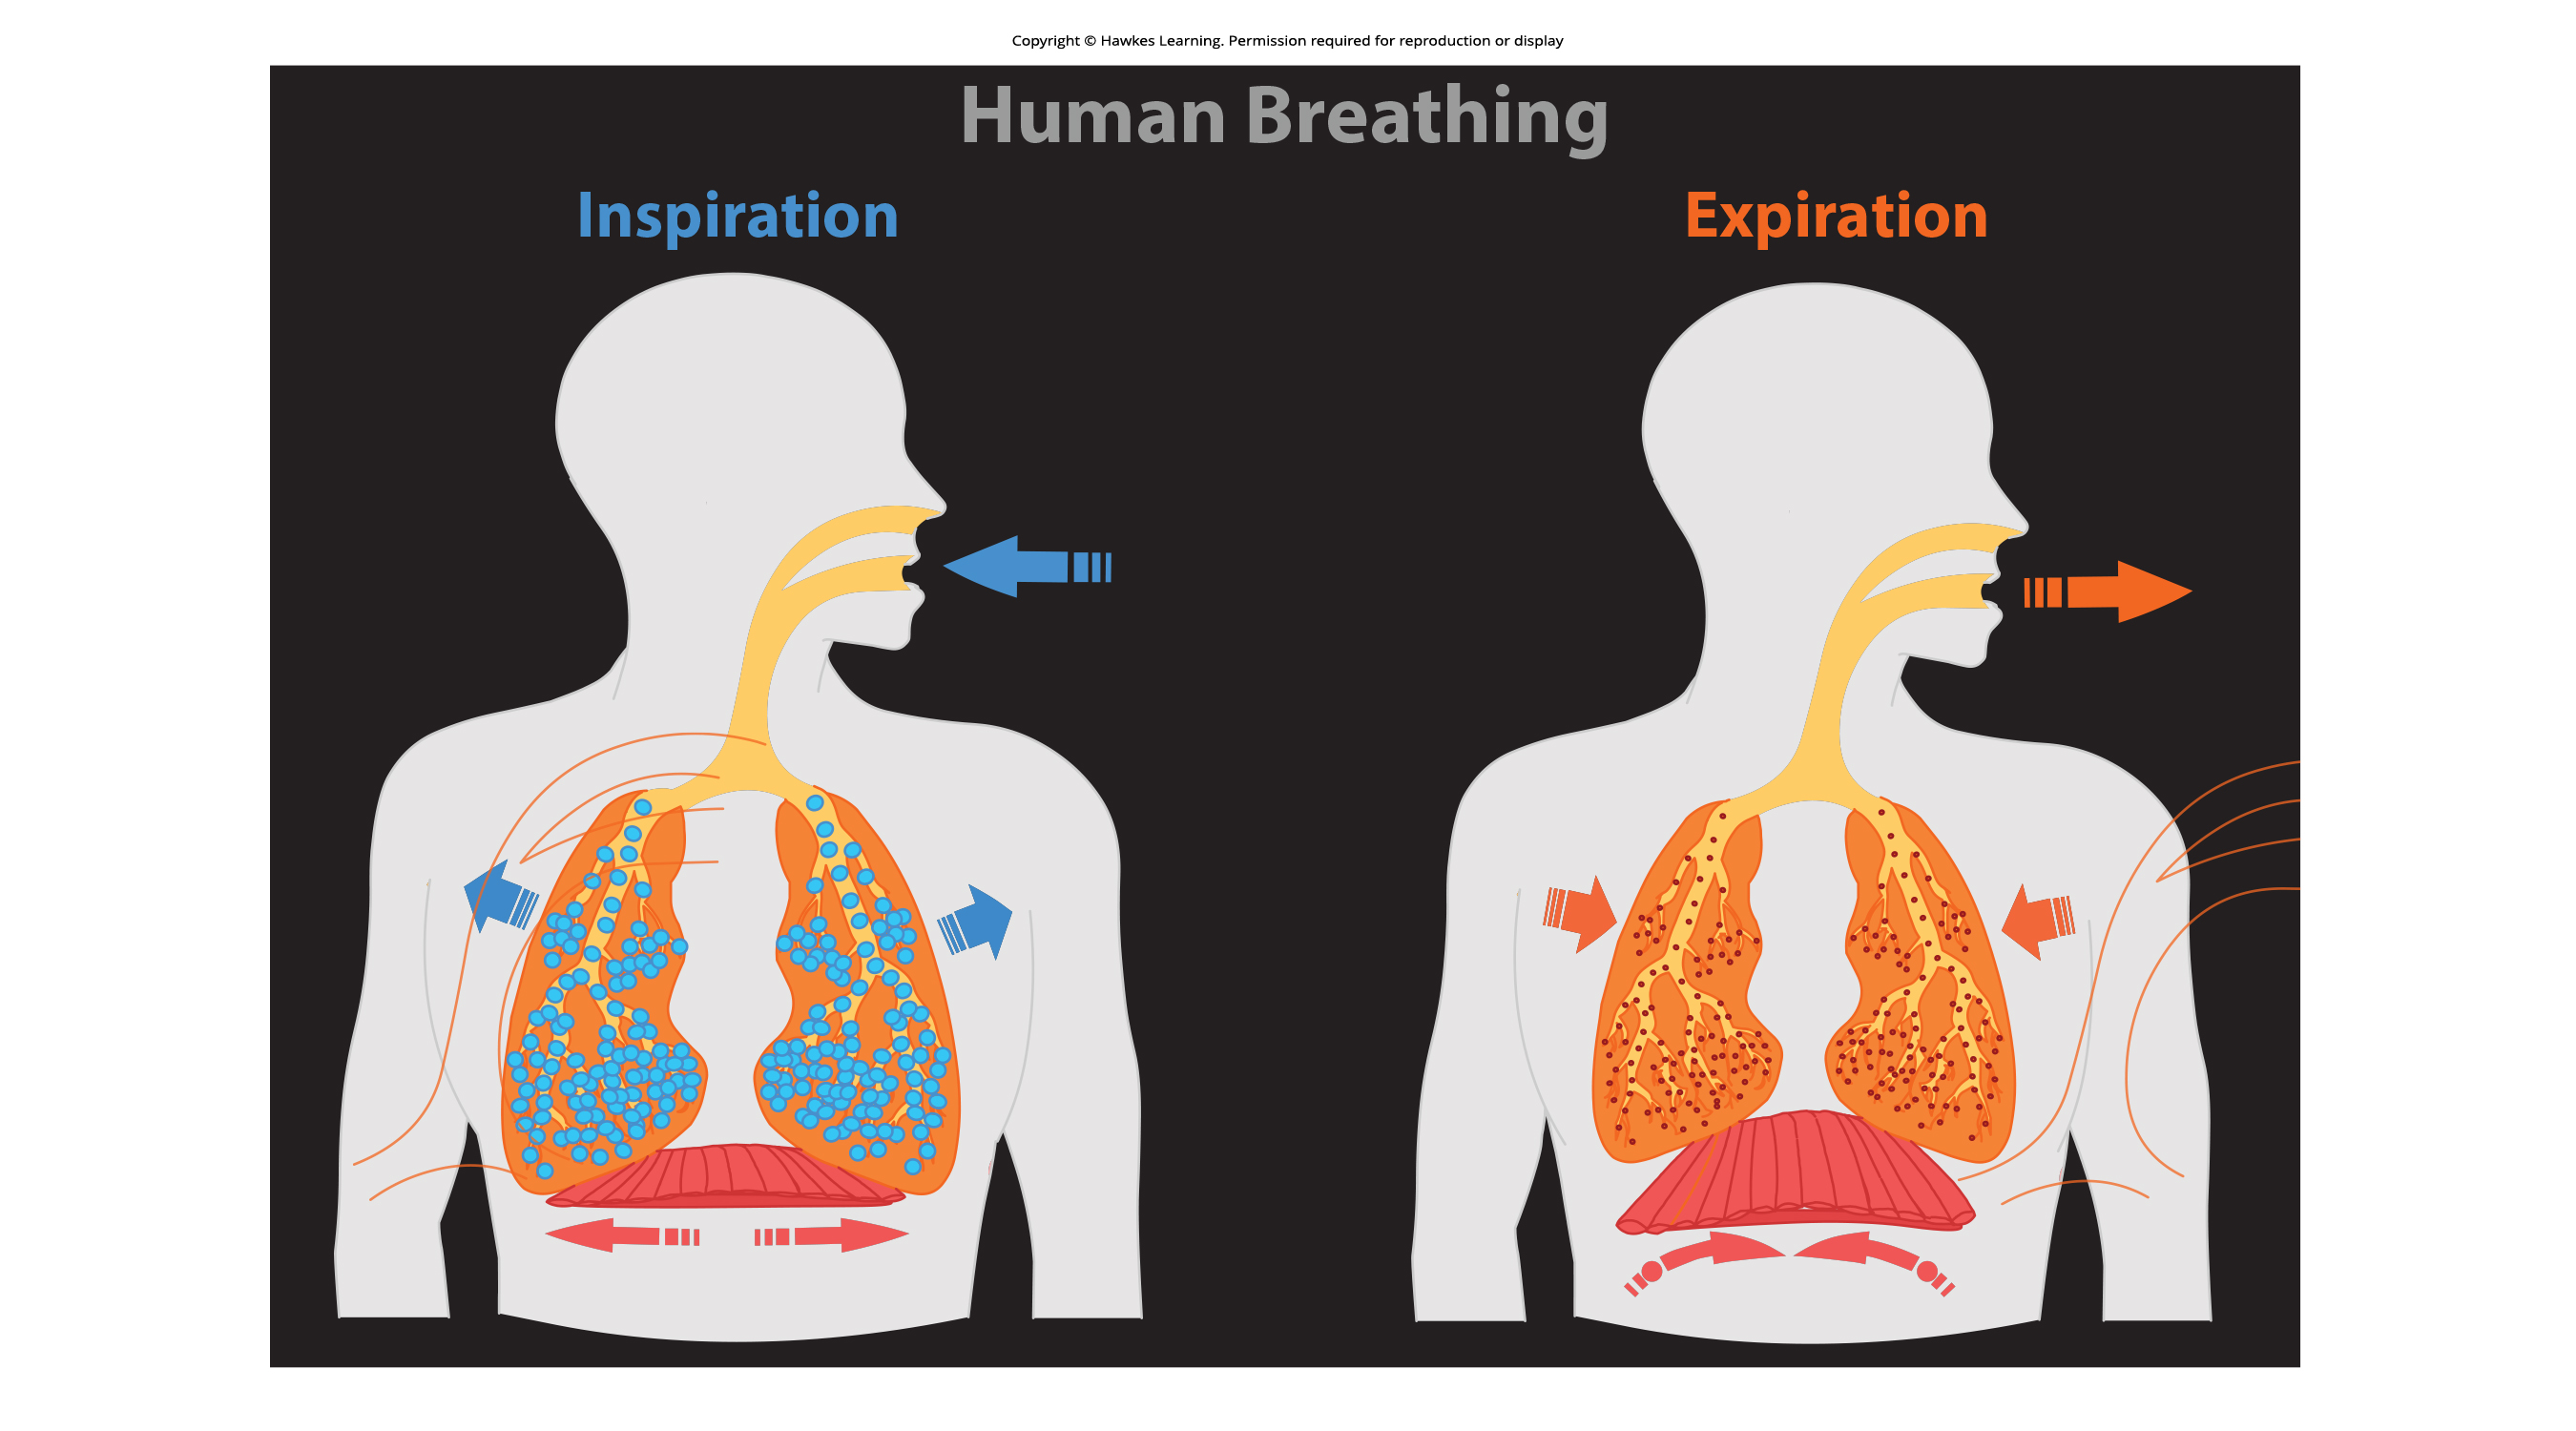 Copyright © Hawkes Learning. Permission required for reproduction or display
Human Breathing
Inspiration
Expiration